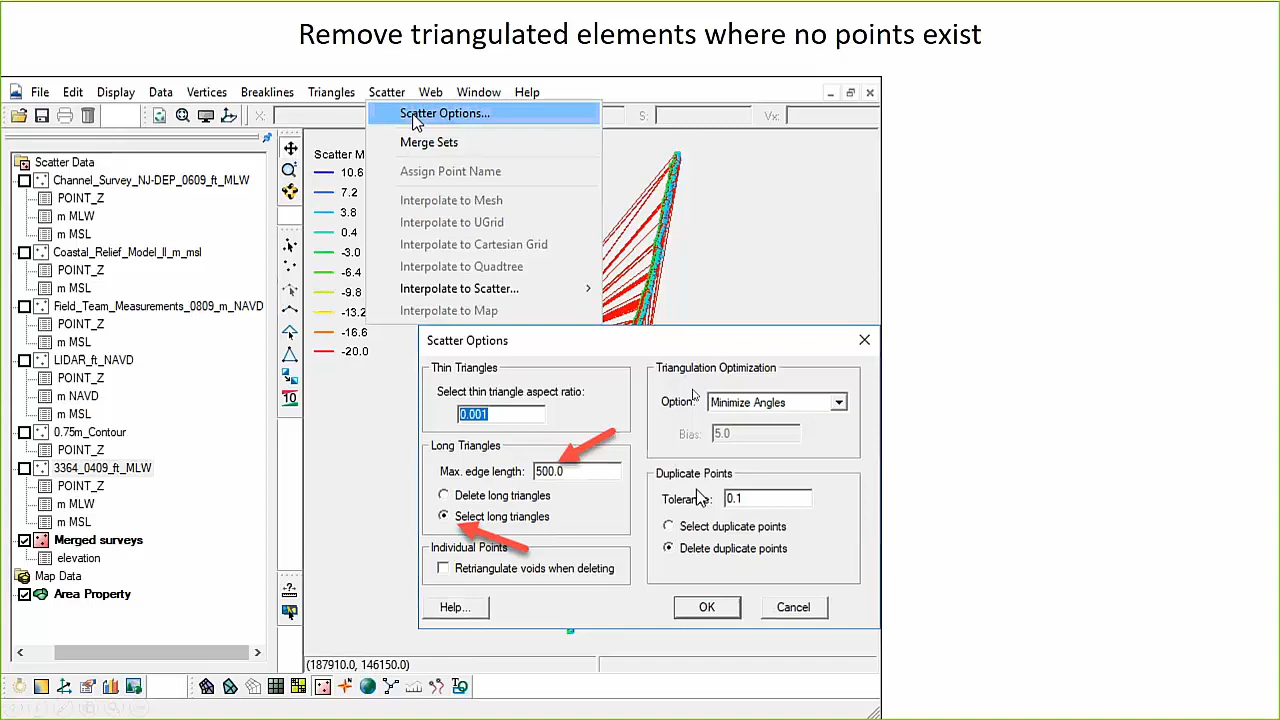 Remove triangulated elements where no points exist
File Edit Display Data Vertices Breaklines Triangles Scatter Web Window Help
X: S: Vx:
Scatter Options...
Merge Sets
Assign Point Name
Interpolate to Mesh
Interpolate to UGrid
Interpolate to Cartesian Grid
Interpolate to Quadtree
Interpolate to Scatter...
Interpolate to Map
Scatter Data
Channel_Survey_NJ-DEP_0609_ft_MLW
POINT_Z
m MLW
m MSL
Coastal_Relief_Model_II_m_msl
POINT_Z
m MSL
Field_Team_Measurements_0809_m_NAVD
POINT_Z
m MSL
LIDAR_ft_NAVD
POINT_Z
m NAVD
m MSL
0.75m_Contour
POINT_Z
3364_0409_ft_MLW
POINT_Z
m MLW
m MSL
Merged surveys
elevation
Map Data
Area Property
10
Scatter M
10.6
7.2
3.8
0.4
-3.0
-6.4
-9.8
-13.2
-16.6
-20.0
Scatter Options
Thin Triangles
Select thin triangle aspect ratio:
0.001
Long Triangles
Max. edge length: 500.0
Delete long triangles
Select long triangles
Individual Points
Retriangulate voids when deleting
Triangulation Optimization
Option: Minimize Angles
Bias: 5.0
Duplicate Points
0.1
Select duplicate points
Delete duplicate points
Help... OK Cancel
(187910.0, 146150.0)